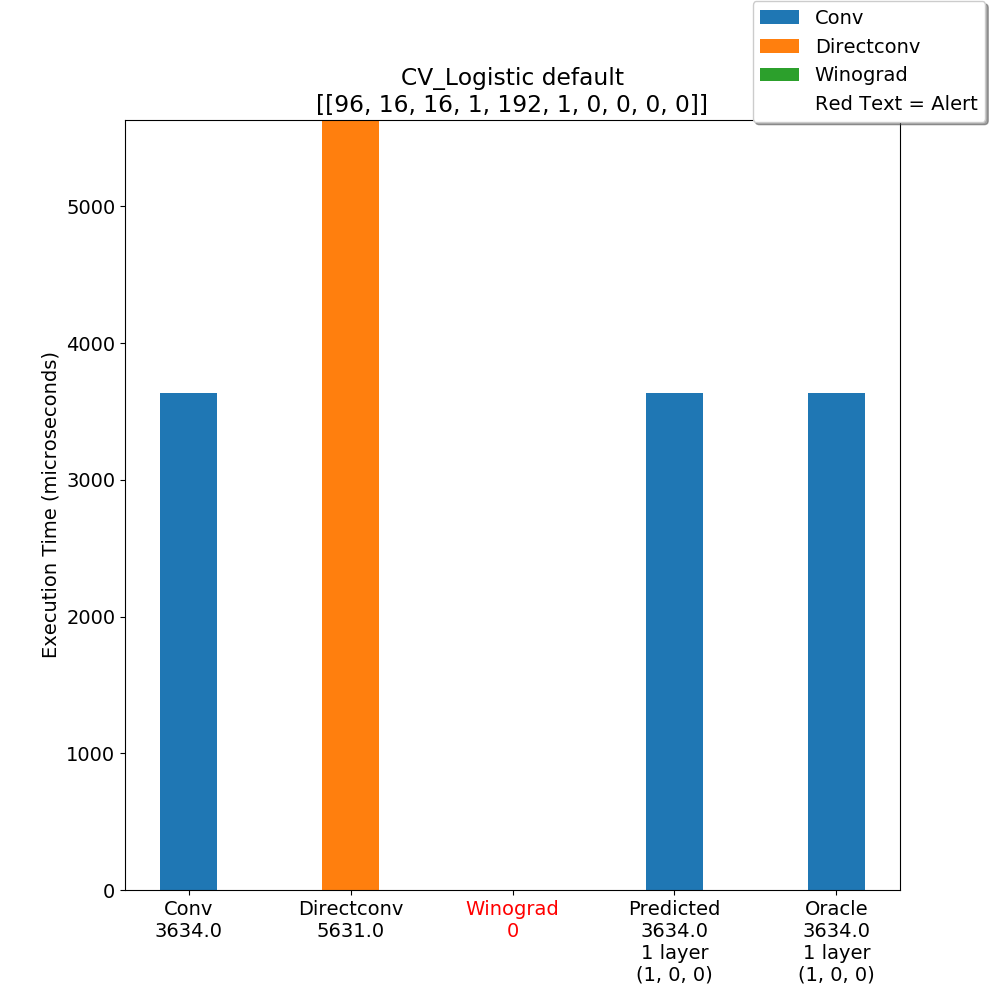 Conv
Directconv
Winograd
Red Text = Alert
CV_Logistic default
[[96, 16, 16, 1, 192, 1, 0, 0, 0, 0]]
Execution Time (microseconds)
5000
4000
3000
2000
1000
0
Conv
3634.0
Directconv
5631.0
Winograd
0
Predicted
3634.0
1 layer
(1, 0, 0)
Oracle
3634.0
1 layer
(1, 0, 0)